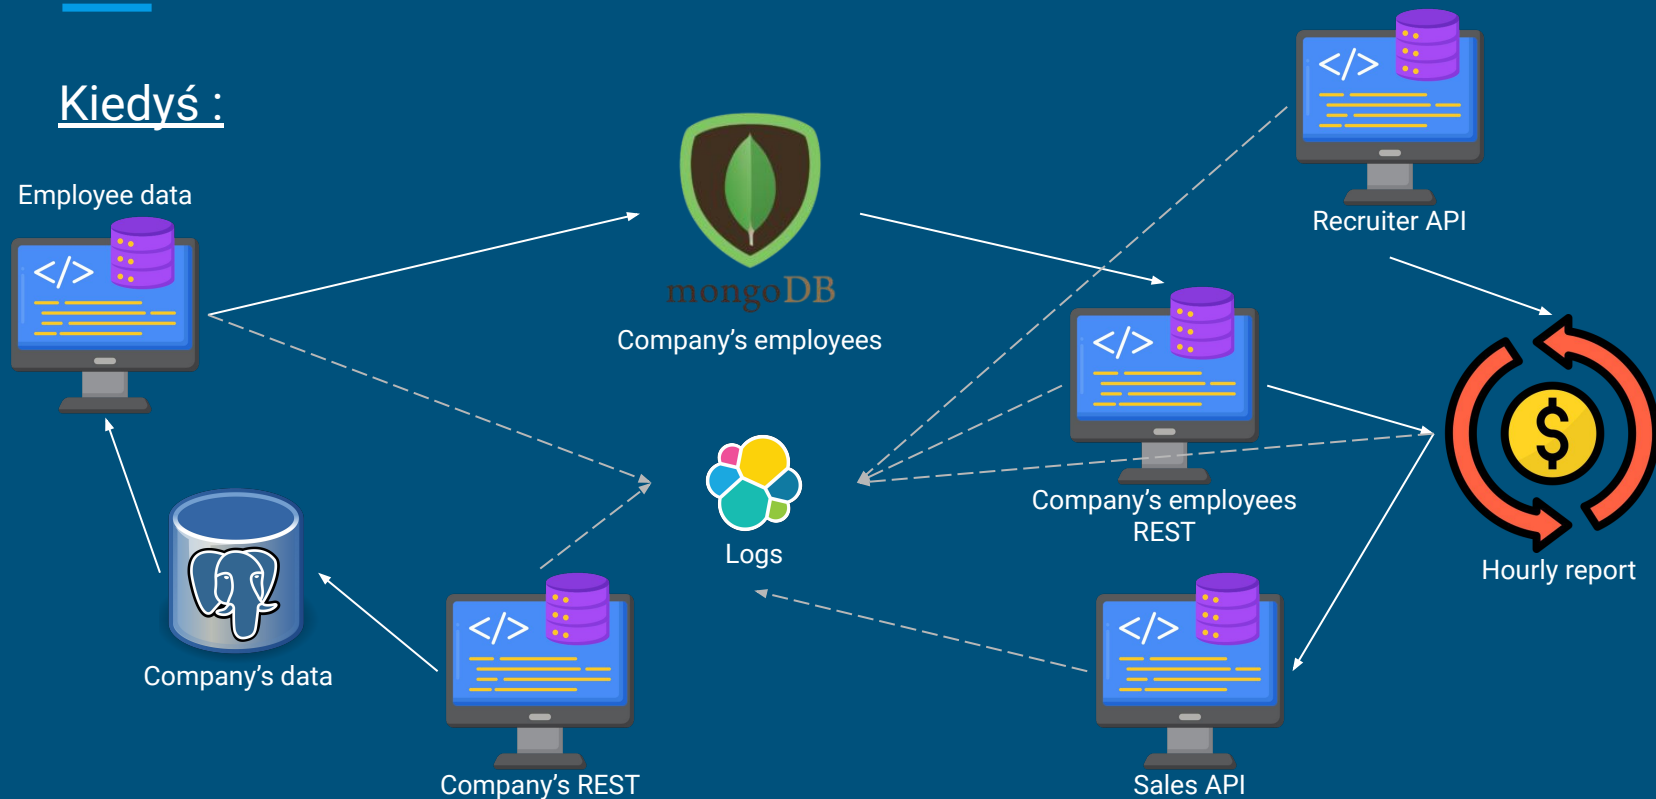 Kiedyś :
Employee data
</>
mongoDB
Company's employees
</>
Recruiter API
</>
Company's employees
REST
Hourly report
Logs
Company's data
</>
Company's REST
</>
Sales API
$